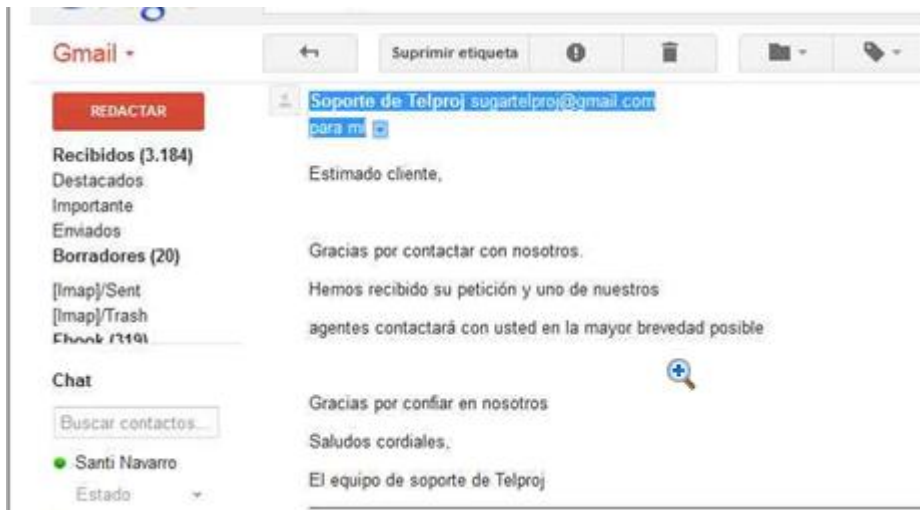 Gmail
Suprimir etiqueta
REDACTAR
Recibidos (3.184)
Destacados
Importante
Enviados
Borradores (20)
[Imap]/Sent
[Imap]/Trash
Ebook (319)
Chat
Buscar contactos...
Santi Navarro
Estado
Soporte de Telproj sugartelproj@gmail.com
para mí
Estimado cliente,
Gracias por contactar con nosotros.
Hemos recibido su petición y uno de nuestros
agentes contactará con usted en la mayor brevedad posible
Gracias por confiar en nosotros
Saludos cordiales,
El equipo de soporte de Telproj